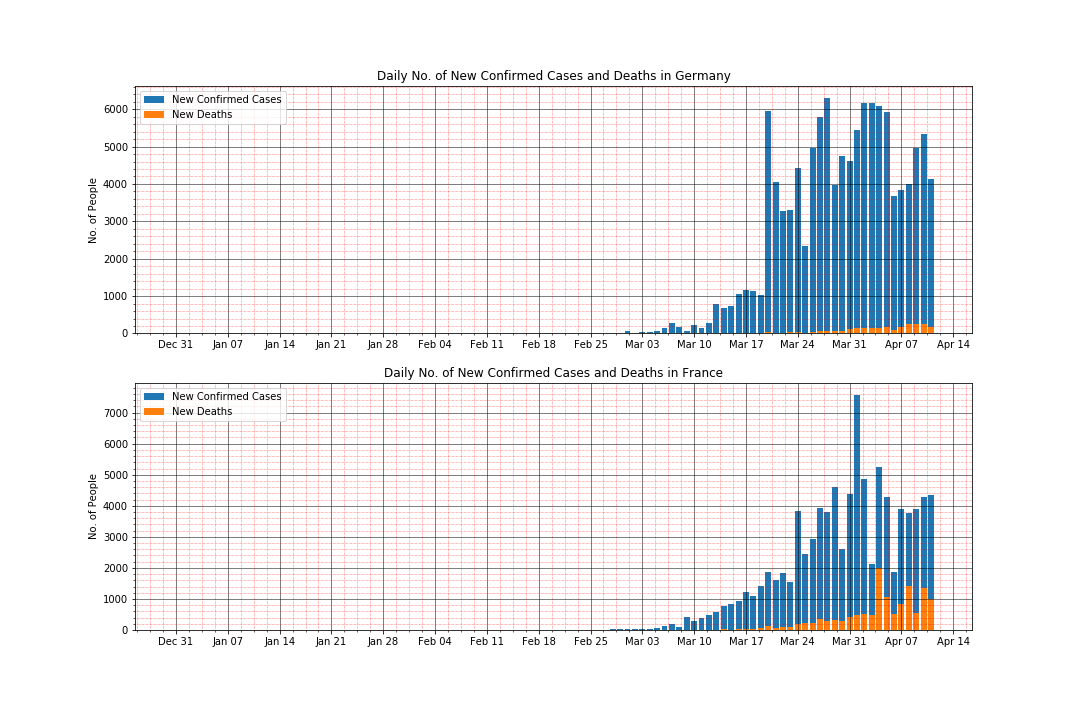 Daily No. of New Confirmed Cases and Deaths in Germany
New Confirmed Cases
New Deaths
No. of People
6000
5000
4000
3000
2000
1000
0
Dec 31 Jan 07 Jan 14 Jan 21 Jan 28 Feb 04 Feb 11 Feb 18 Feb 25 Mar 03 Mar 10 Mar 17 Mar 24 Mar 31 Apr 07 Apr 14
Daily No. of New Confirmed Cases and Deaths in France
New Confirmed Cases
New Deaths
No. of People
7000
6000
5000
4000
3000
2000
1000
0
Dec 31 Jan 07 Jan 14 Jan 21 Jan 28 Feb 04 Feb 11 Feb 18 Feb 25 Mar 03 Mar 10 Mar 17 Mar 24 Mar 31 Apr 07 Apr 14